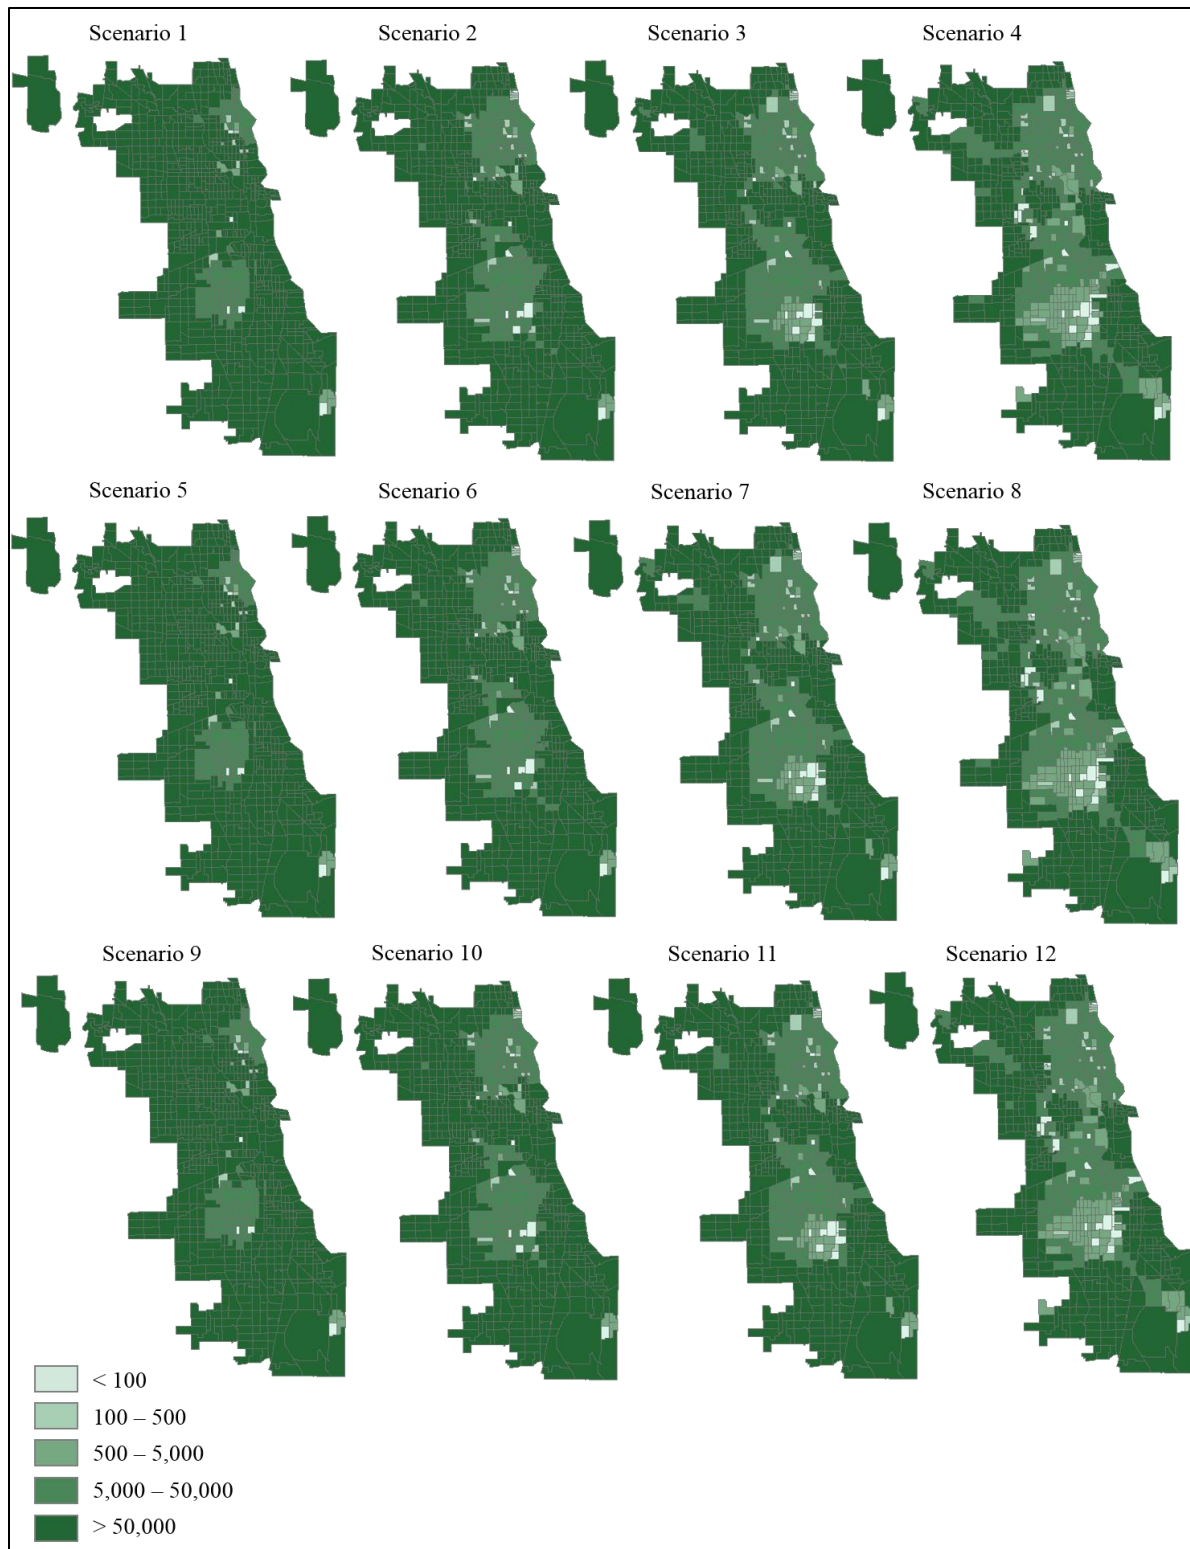 Scenario 1
Scenario 2
Scenario 3
Scenario 4
Scenario 5
Scenario 6
Scenario 7
Scenario 8
Scenario 9
Scenario 10
Scenario 11
Scenario 12
< 100
100 – 500
500 – 5,000
5,000 – 50,000
> 50,000